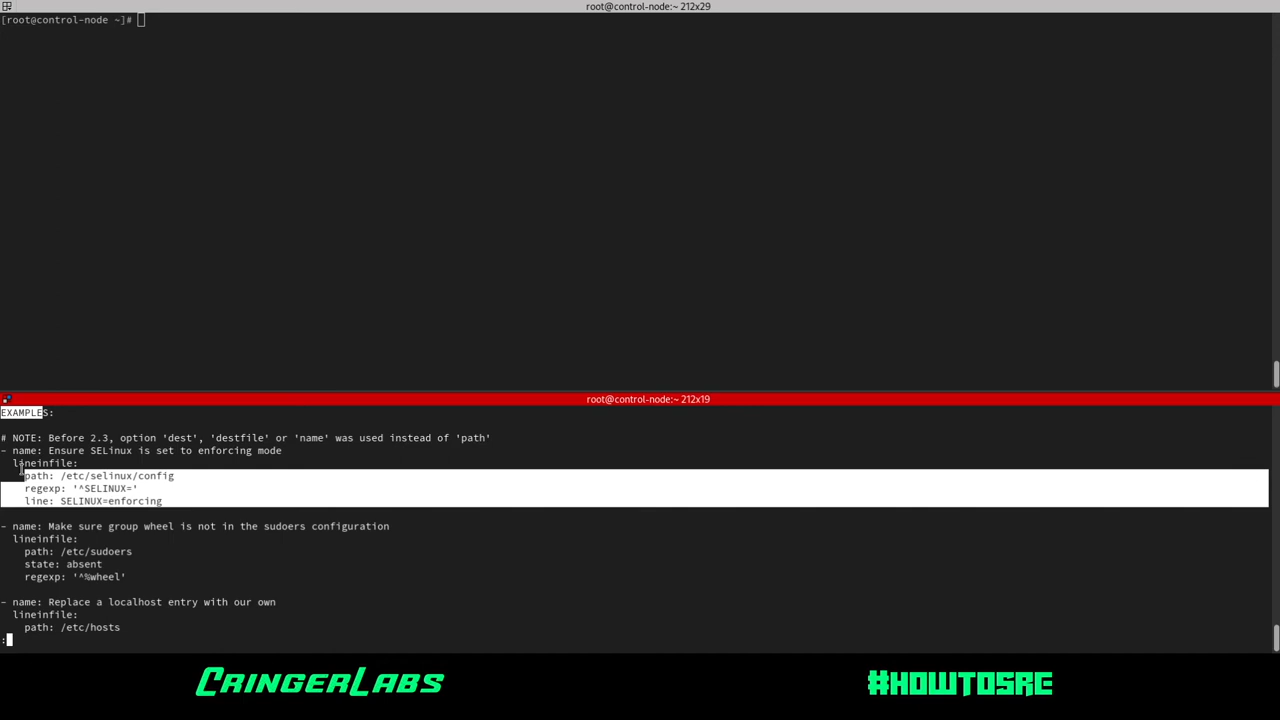 root@control-node:~ 212x29
[root@control-node ~]#
root@control-node:~ 212x19
EXAMPLES:
# NOTE: Before 2.3, option 'dest', 'destfile' or 'name' was used instead of 'path'
- name: Ensure SELinux is set to enforcing mode
  lineinfile:
    path: /etc/selinux/config
    regexp: '^SELINUX='
    line: SELINUX=enforcing
- name: Make sure group wheel is not in the sudoers configuration
  lineinfile:
    path: /etc/sudoers
    state: absent
    regexp: '^%wheel'
- name: Replace a localhost entry with our own
  lineinfile:
    path: /etc/hosts
:
CringerLabs
#HOWTOSRE